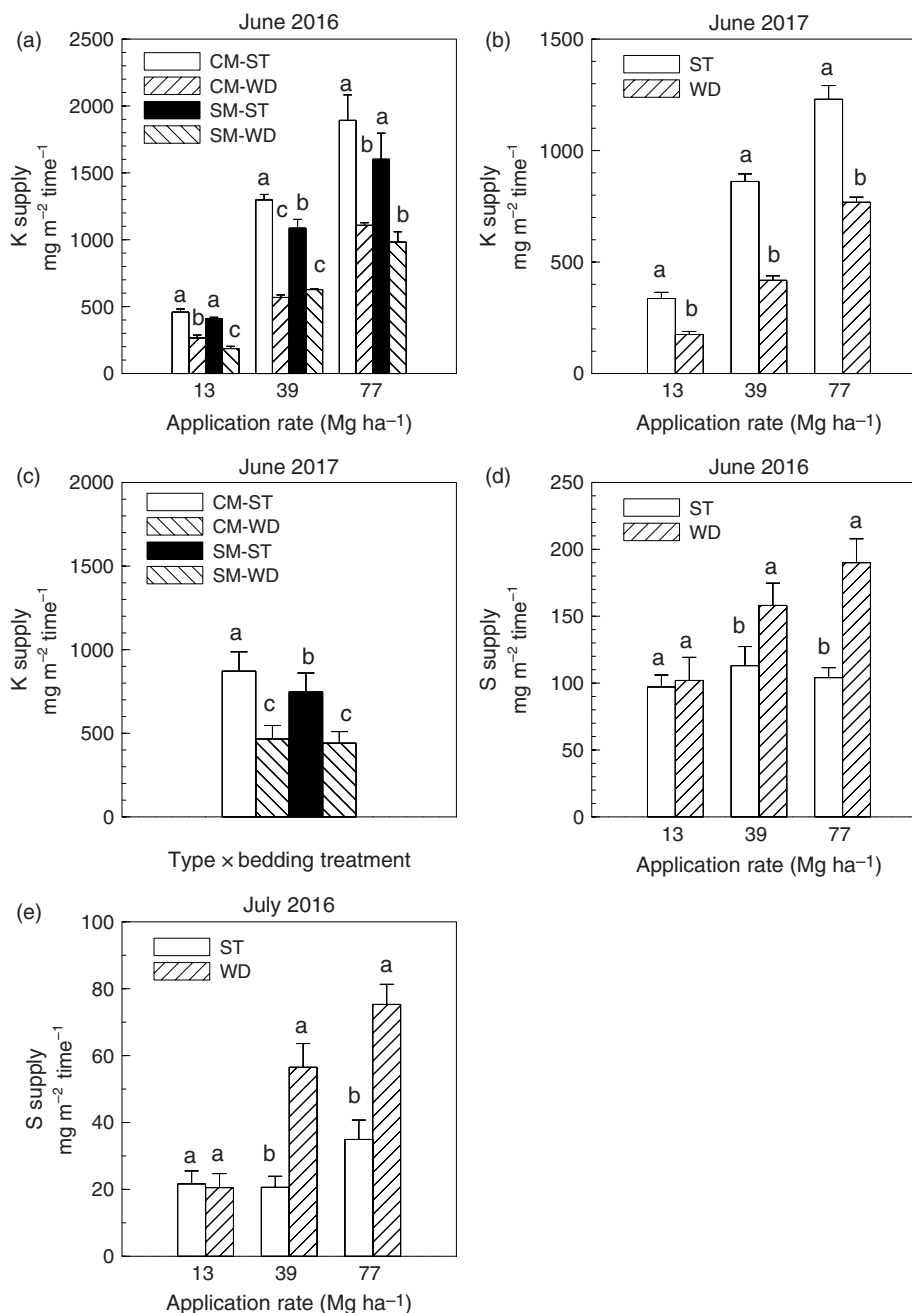 June 2016
(a)
2500
2000
1500
1000
500
0
K supply
mg m⁻² time⁻¹
CM-ST
CM-WD
SM-ST
SM-WD
a
b
a
c
a
c
b
c
a
b
a
b
13
39
77
Application rate (Mg ha⁻¹)
June 2017
(b)
1500
1000
500
0
K supply
mg m⁻² time⁻¹
ST
WD
a
b
a
b
a
b
13
39
77
Application rate (Mg ha⁻¹)
June 2017
(c)
2000
1500
1000
500
0
K supply
mg m⁻² time⁻¹
CM-ST
CM-WD
SM-ST
SM-WD
a
c
b
c
Type × bedding treatment
June 2016
(d)
250
200
150
100
50
0
S supply
mg m⁻² time⁻¹
ST
WD
a
a
b
a
b
a
13
39
77
Application rate (Mg ha⁻¹)
July 2016
(e)
100
80
60
40
20
0
S supply
mg m⁻² time⁻¹
ST
WD
a
a
b
a
b
a
13
39
77
Application rate (Mg ha⁻¹)